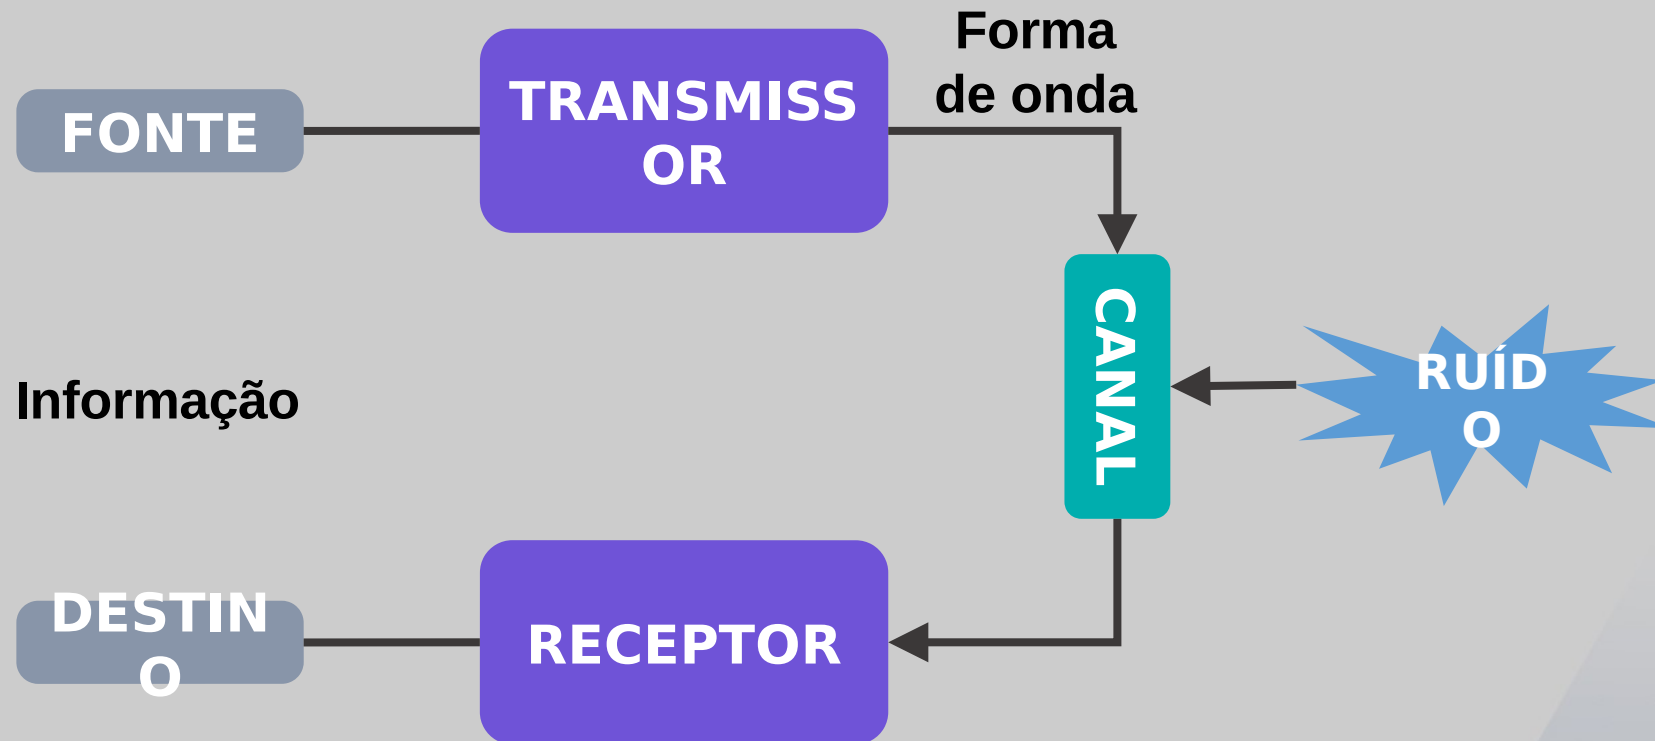 Forma
de onda
FONTE
TRANSMISS
OR
CANAL
RUÍD
O
Informação
DESTIN
O
RECEPTOR